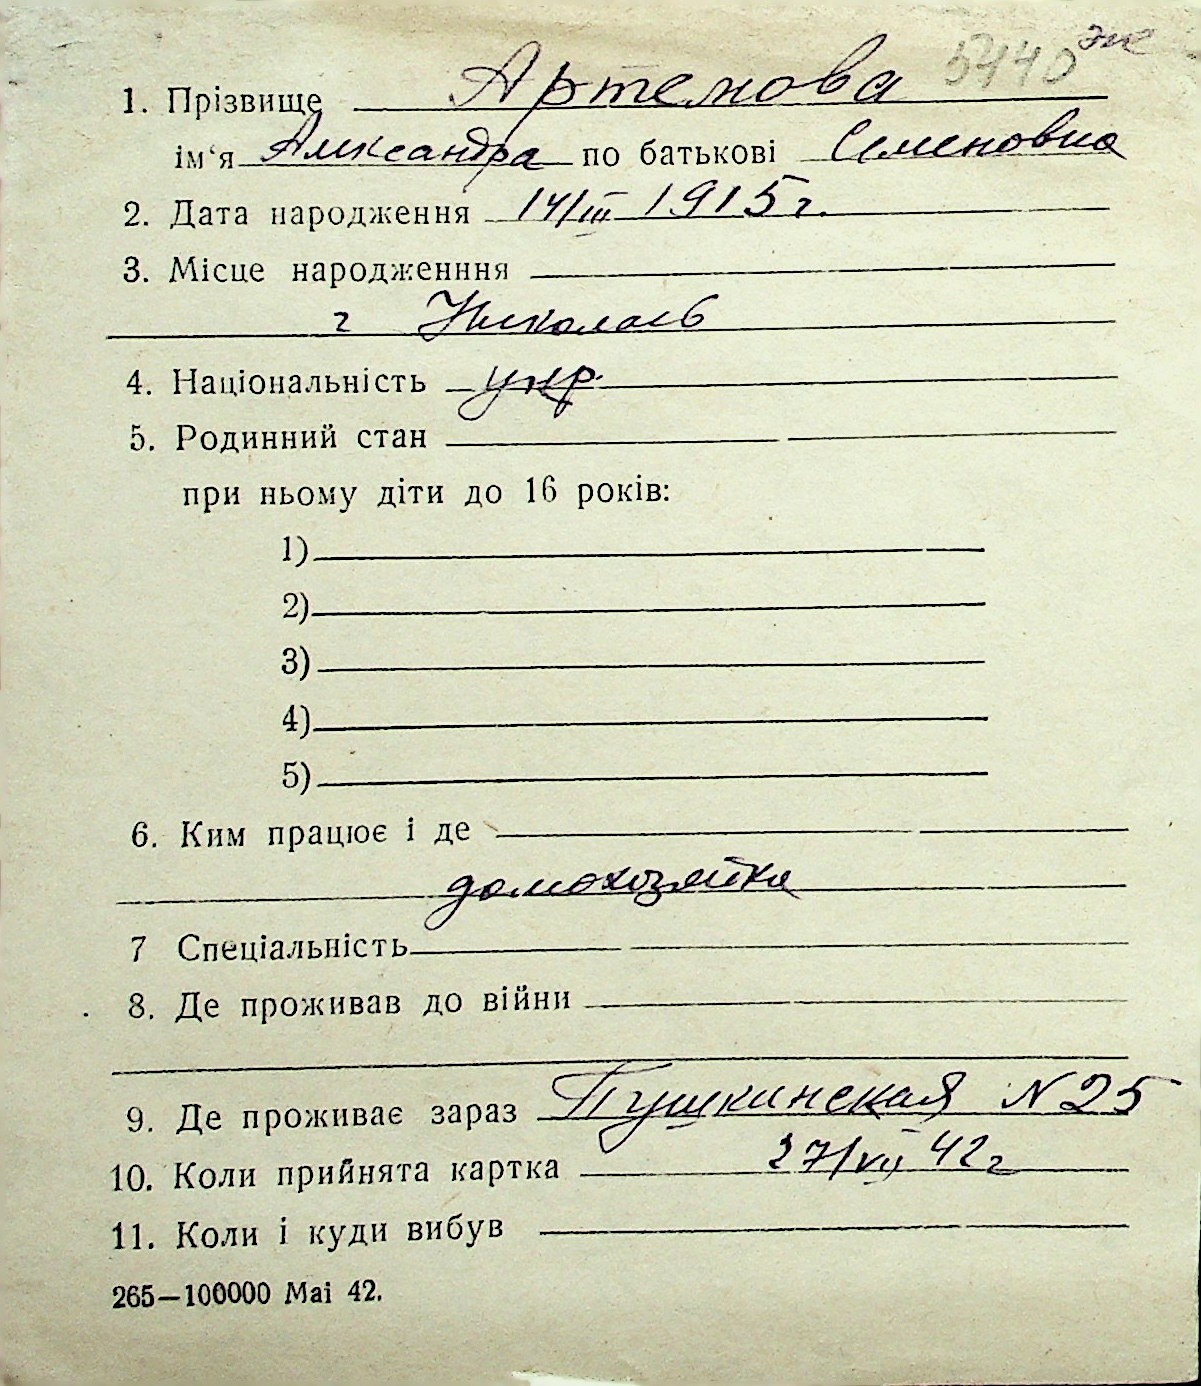 5440 эк
1. Прізвище Артемова
ім‘я Александра по батькові Семеновна
2. Дата народження 14/III 1915 г.
3. Місце народженння
г Николаев
4. Національність укр.
5. Родинний стан
при ньому діти до 16 років:
1)
2)
3)
4)
5)
6. Ким працює і де
домохозяйка
7 Спеціальність
8. Де проживав до війни
9. Де проживає зараз Пушкинская N 25
10. Коли прийнята картка 27/VII 42 г
11. Коли і куди вибув
265—100000 Маі 42.